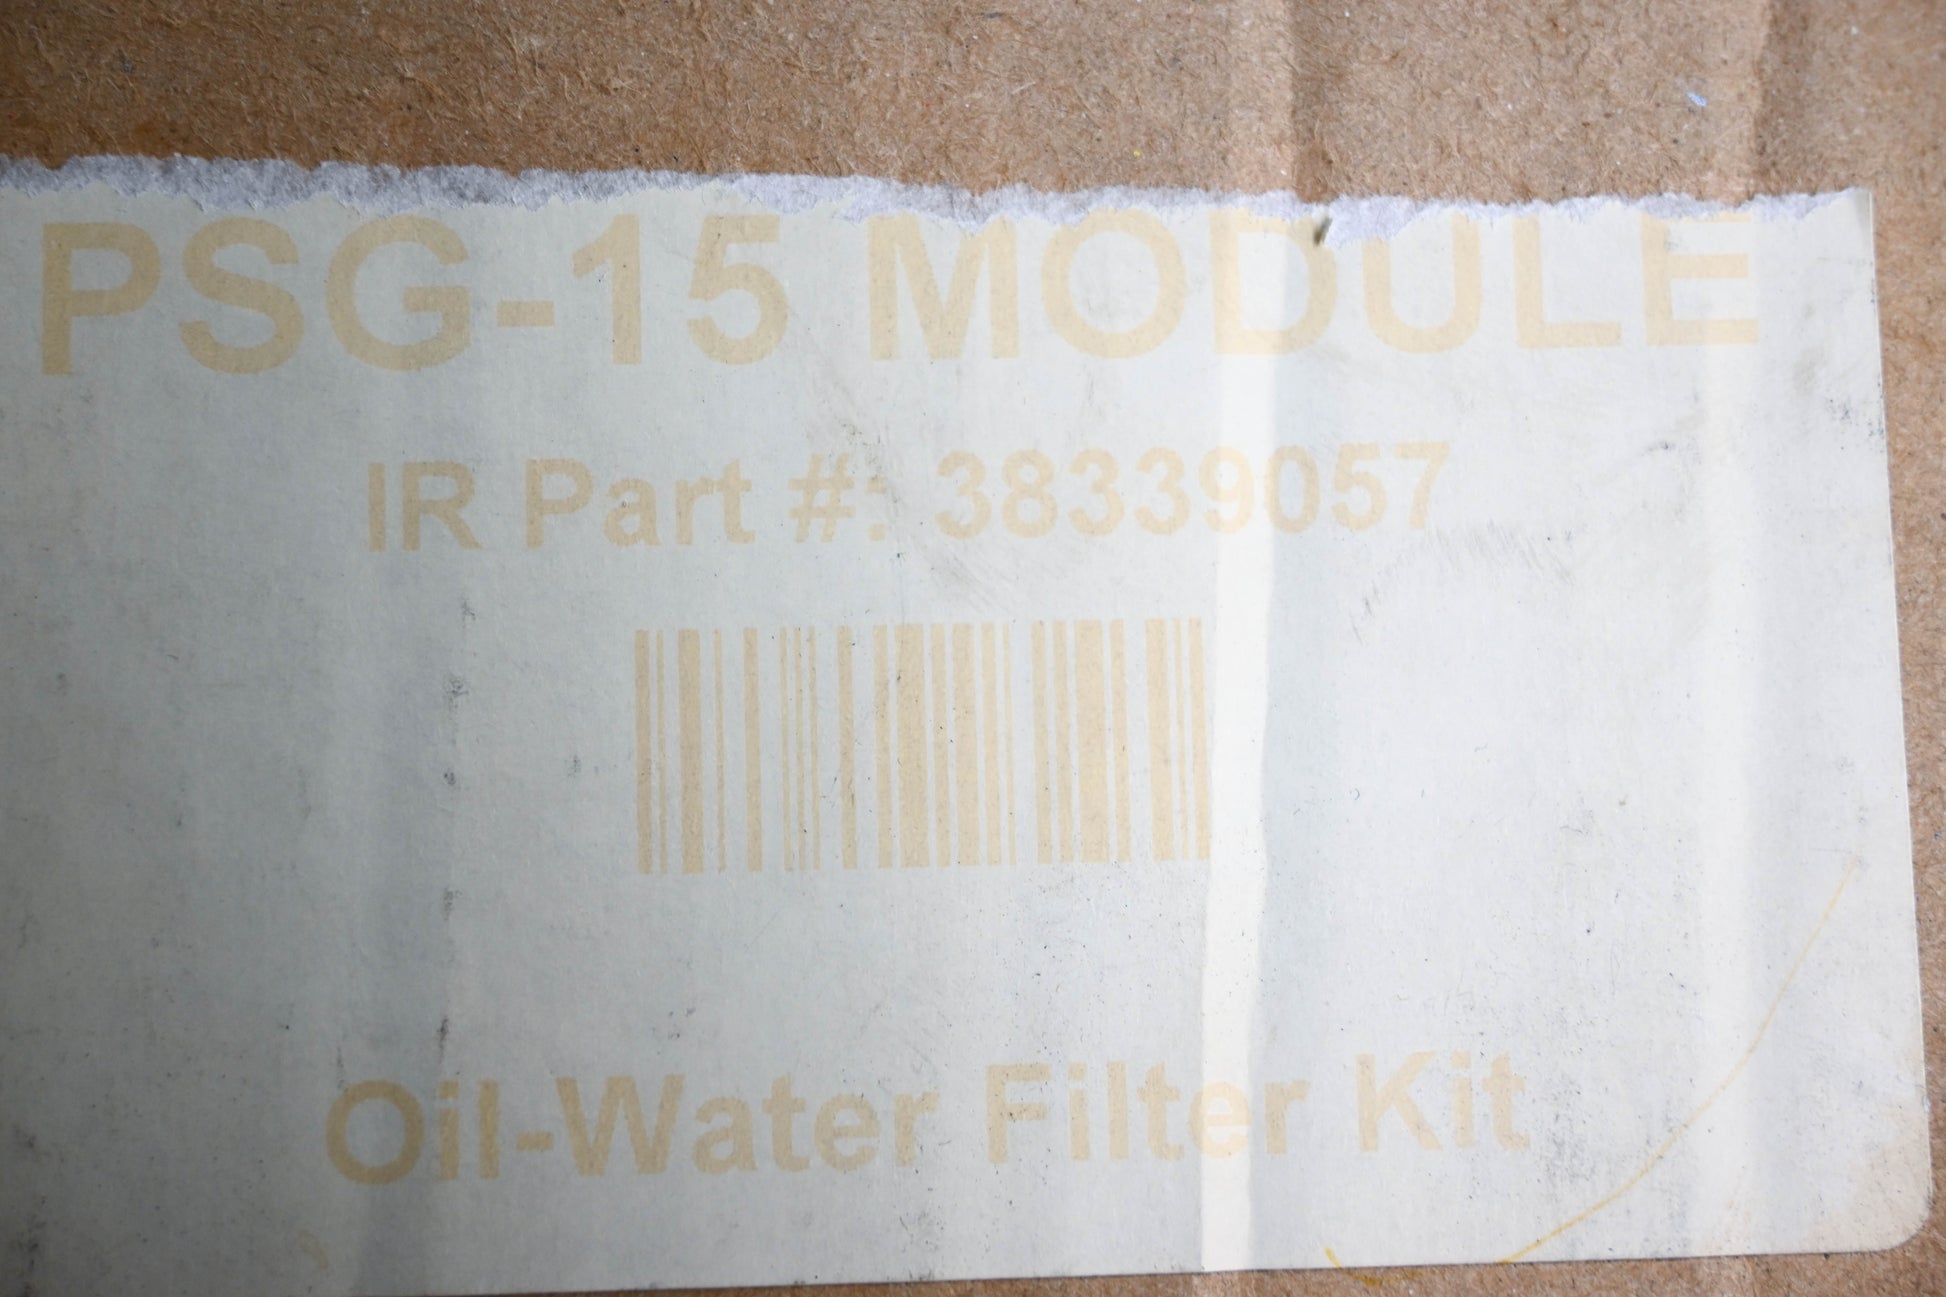 PSG-15 MODULE
IR Part #: 38339057
Oil-Water Filter Kit